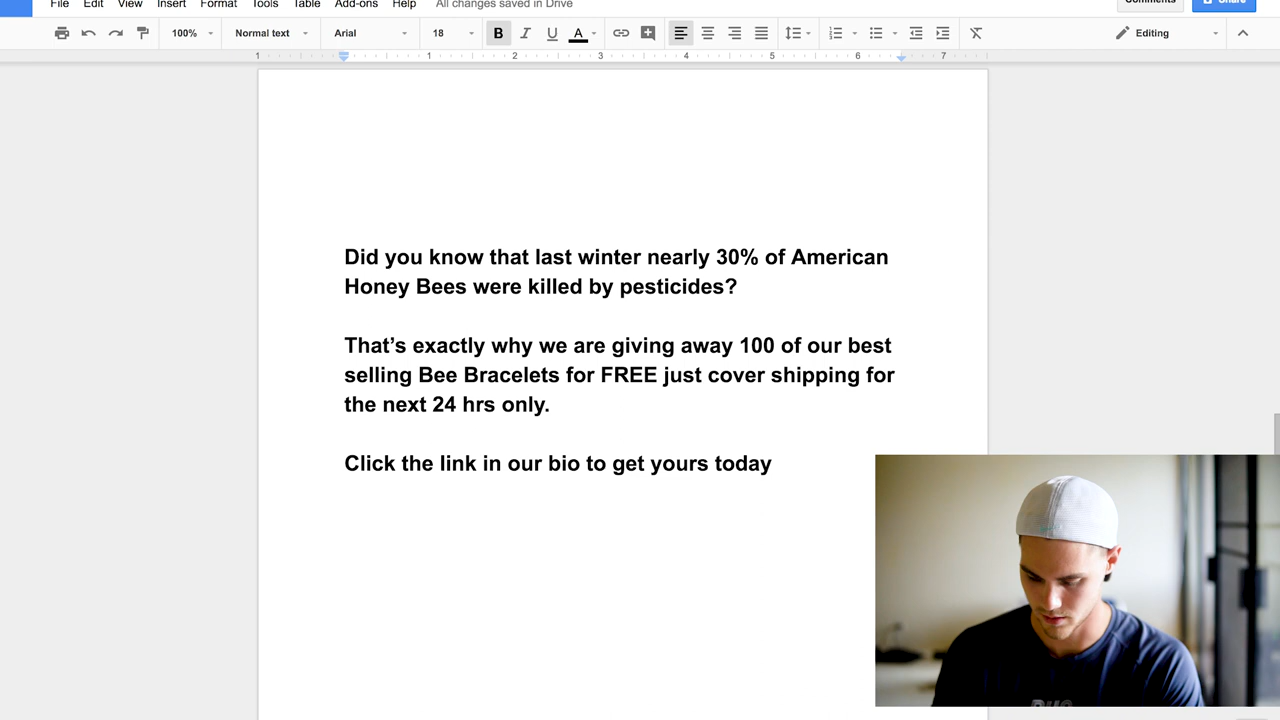 File Edit View Insert Format Tools Table Add-ons Help All changes saved in Drive Comments Share
100% Normal text Arial 18 B I U A Editing
1 1 2 3 4 5 6 7
Did you know that last winter nearly 30% of American
Honey Bees were killed by pesticides?
That’s exactly why we are giving away 100 of our best
selling Bee Bracelets for FREE just cover shipping for
the next 24 hrs only.
Click the link in our bio to get yours today